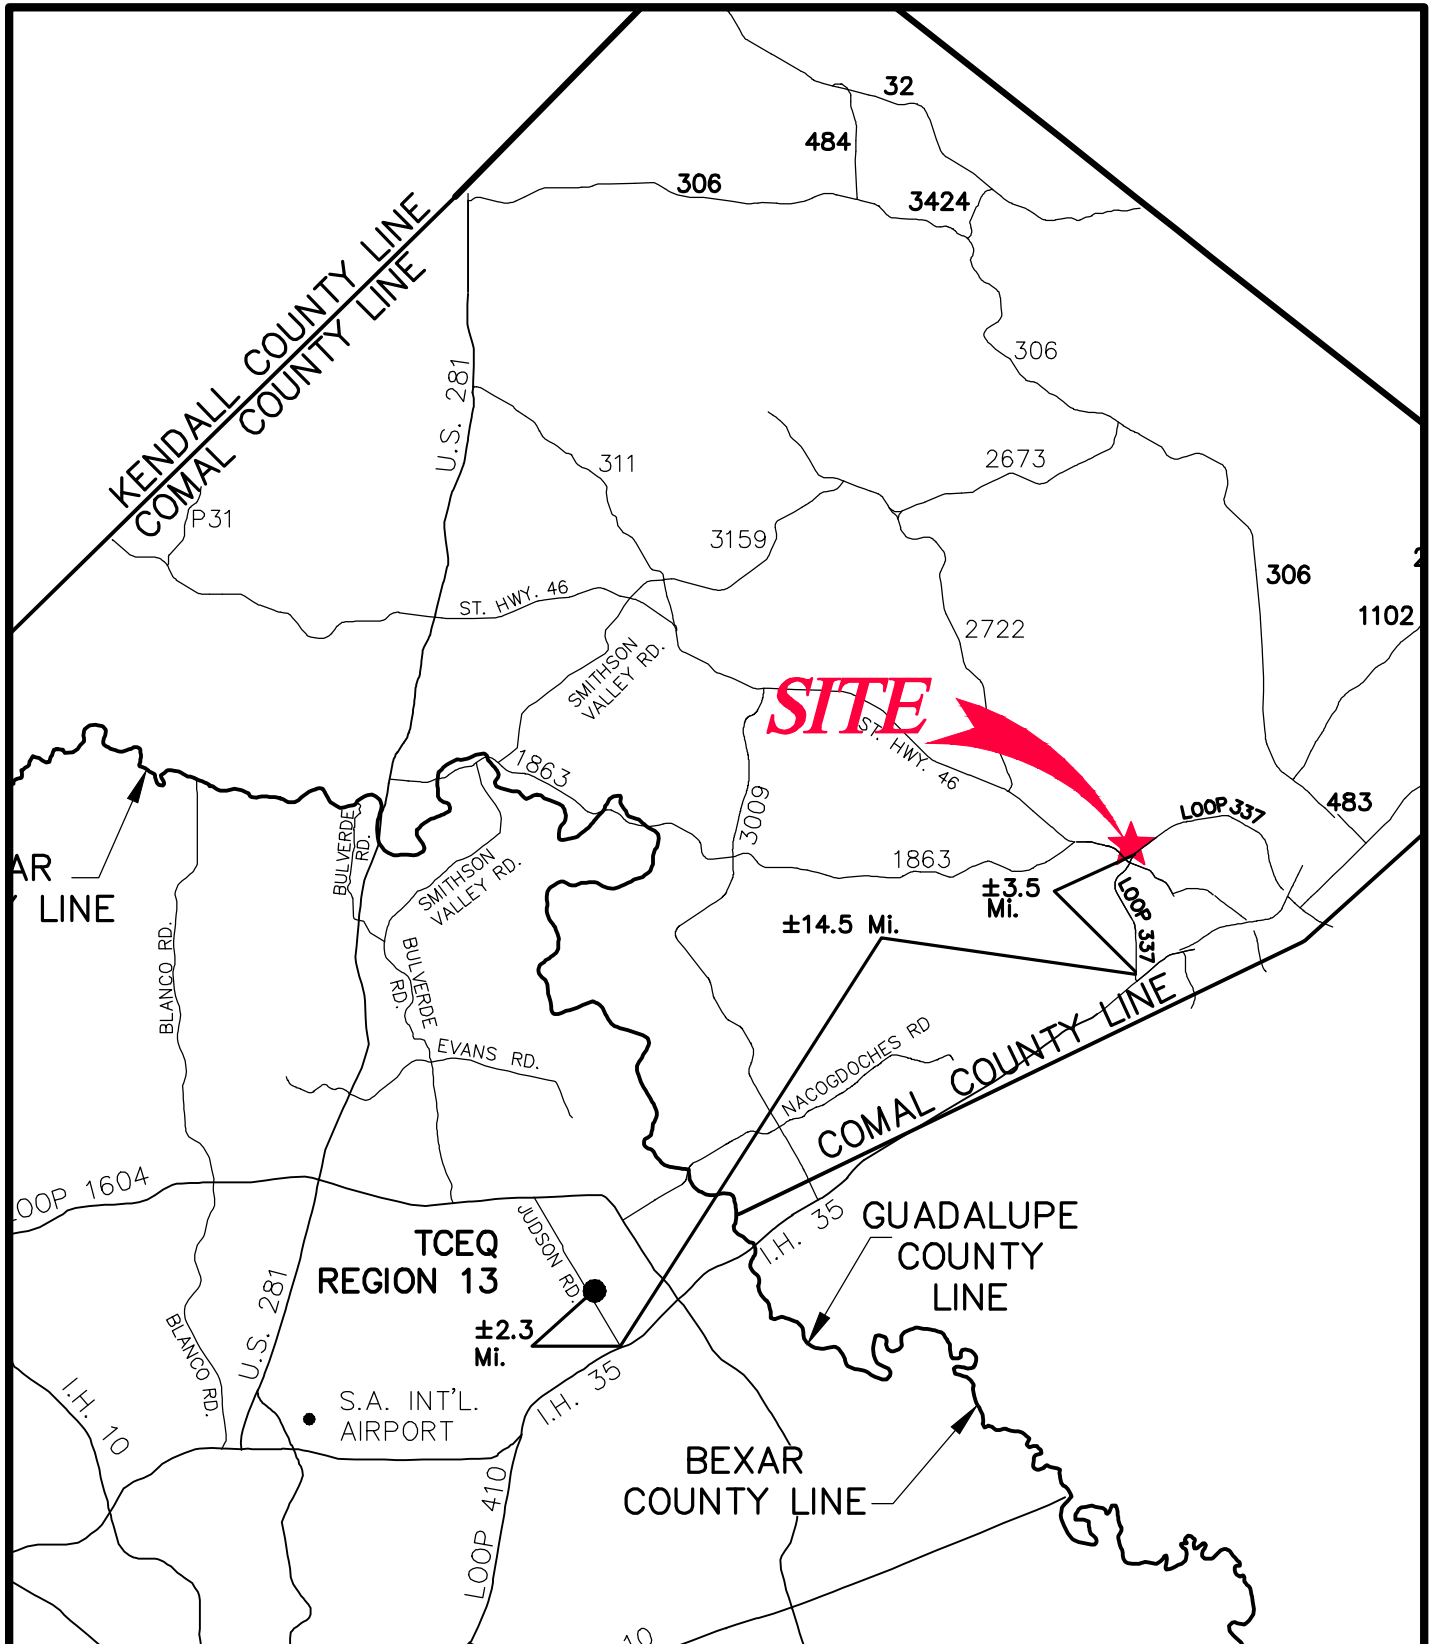 32
484
306
3424
KENDALL COUNTY LINE
COMAL COUNTY LINE
306
U.S. 281
311
2673
P31
3159
306
1102
ST. HWY. 46
2722
SMITHSON
VALLEY RD.
SITE
ST. HWY. 46
1863
3009
LOOP 337
483
BULVERDE
RD.
1863
AR
LINE
SMITHSON
VALLEY RD.
±3.5
Mi.
LOOP 337
±14.5 Mi.
BLANCO RD.
BULVERDE
RD.
EVANS RD.
NACOGDOCHES RD
COMAL COUNTY LINE
OOP 1604
JUDSON RD.
I.H. 35
GUADALUPE
COUNTY
LINE
TCEQ
REGION 13
U.S. 281
BLANCO RD.
±2.3
Mi.
I.H. 35
I.H. 10
S.A. INT'L.
AIRPORT
BEXAR
COUNTY LINE
LOOP 410
10